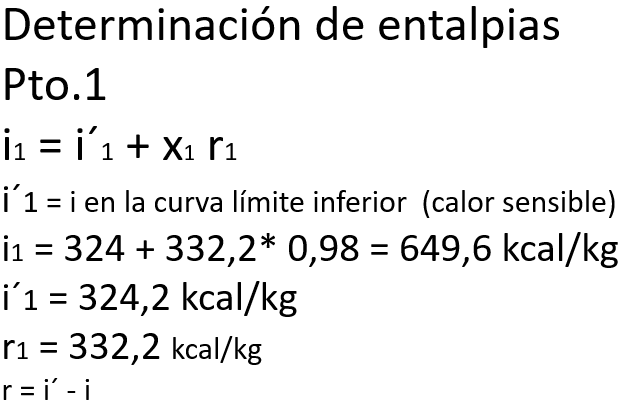 Determinación de entalpias
Pto.1
i1 = i´1 + x1 r1
i´1 = i en la curva límite inferior (calor sensible)
i1 = 324 + 332,2* 0,98 = 649,6 kcal/kg
i´1 = 324,2 kcal/kg
r1 = 332,2 kcal/kg
r = i´ - i